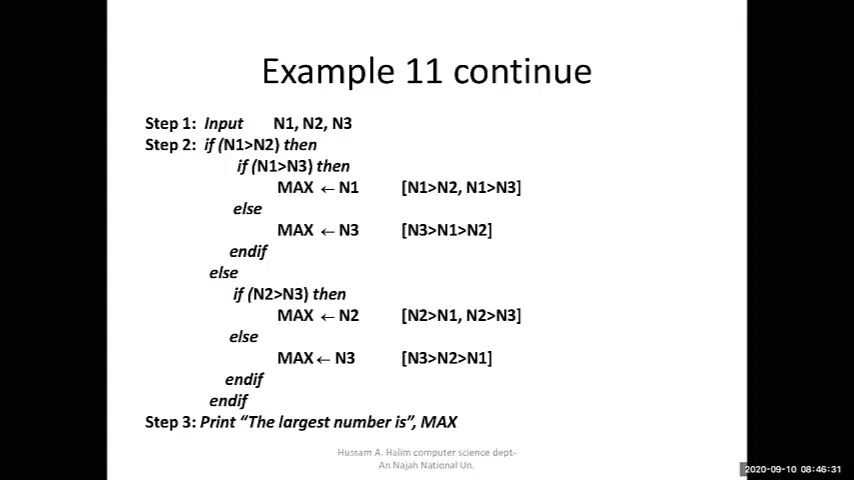 Example 11 continue
Step 1: Input N1, N2, N3
Step 2: if (N1>N2) then
if (N1>N3) then
MAX ← N1 [N1>N2, N1>N3]
else
MAX ← N3 [N3>N1>N2]
endif
else
if (N2>N3) then
MAX ← N2 [N2>N1, N2>N3]
else
MAX ← N3 [N3>N2>N1]
endif
endif
Step 3: Print “The largest number is”, MAX
Hussam A. Halim computer science dept-
An Najah National Un.
2020-09-10 08:46:31